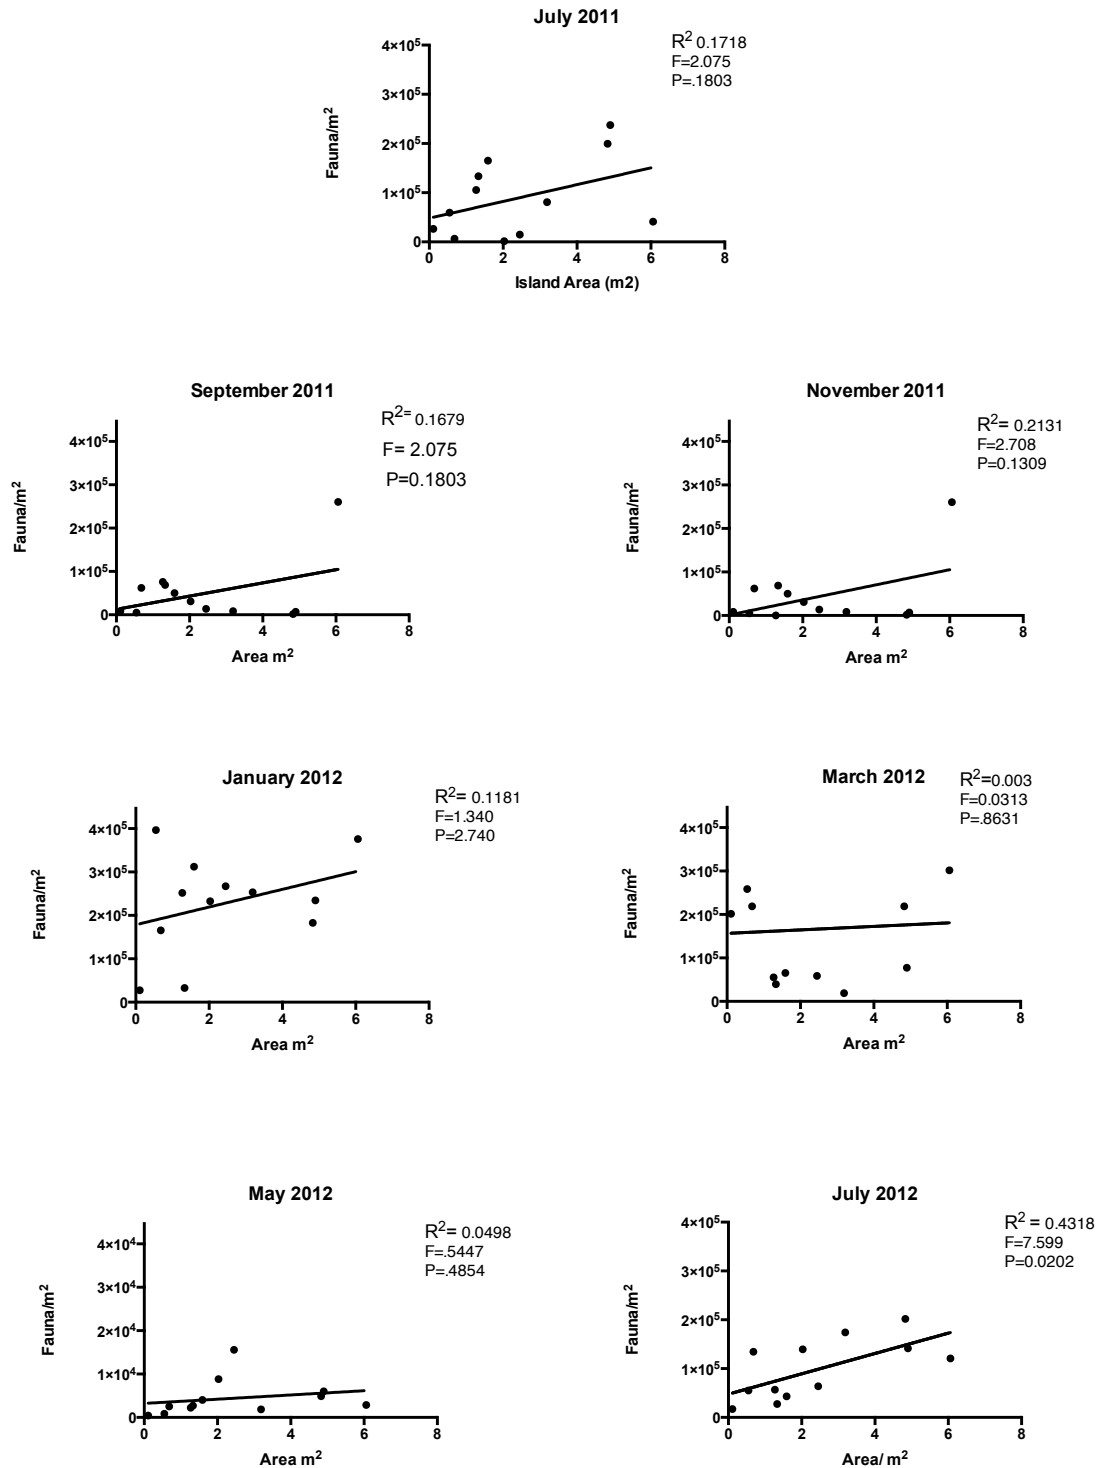 July 2011
R2 0.1718
F=2.075
P=.1803
4×105
3×105
2×105
1×105
0
Fauna/m2
0 2 4 6 8
Island Area (m2)
September 2011
R2= 0.1679
F= 2.075
P=0.1803
4×105
3×105
2×105
1×105
0
Fauna/m2
0 2 4 6 8
Area m2
November 2011
R2= 0.2131
F=2.708
P=0.1309
4×105
3×105
2×105
1×105
0
Fauna/m2
0 2 4 6 8
Area m2
January 2012
R2= 0.1181
F=1.340
P=2.740
4×105
3×105
2×105
1×105
0
Fauna/m2
0 2 4 6 8
Area m2
March 2012
R2=0.003
F=0.0313
P=.8631
4×105
3×105
2×105
1×105
0
Fauna/m2
0 2 4 6 8
Area m2
May 2012
R2= 0.0498
F=.5447
P=.4854
4×104
3×104
2×104
1×104
0
Fauna/m2
0 2 4 6 8
Area m2
July 2012
R2 = 0.4318
F=7.599
P=0.0202
4×105
3×105
2×105
1×105
0
Fauna/m2
0 2 4 6 8
Area/ m2